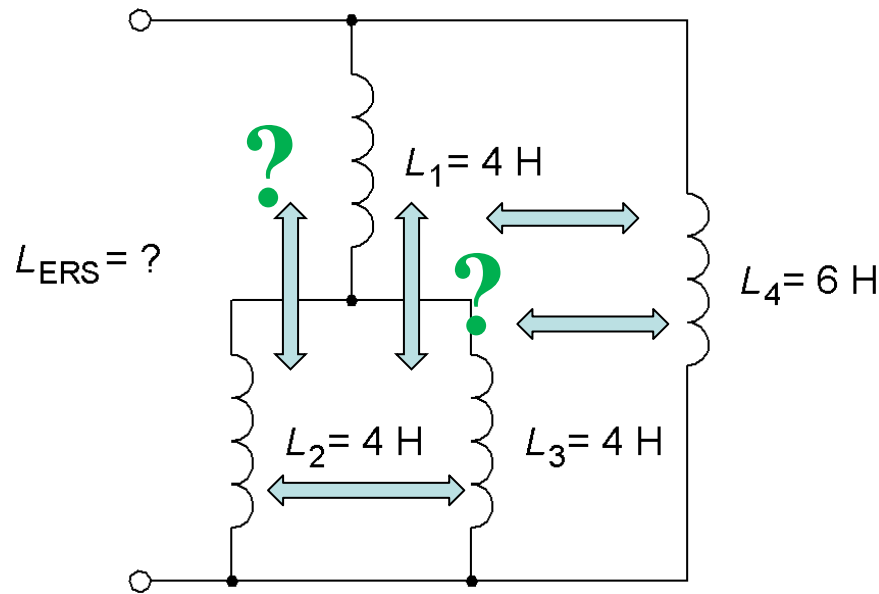 ?
L1= 4 H
LERS= ?
?
L4= 6 H
L2= 4 H
L3= 4 H